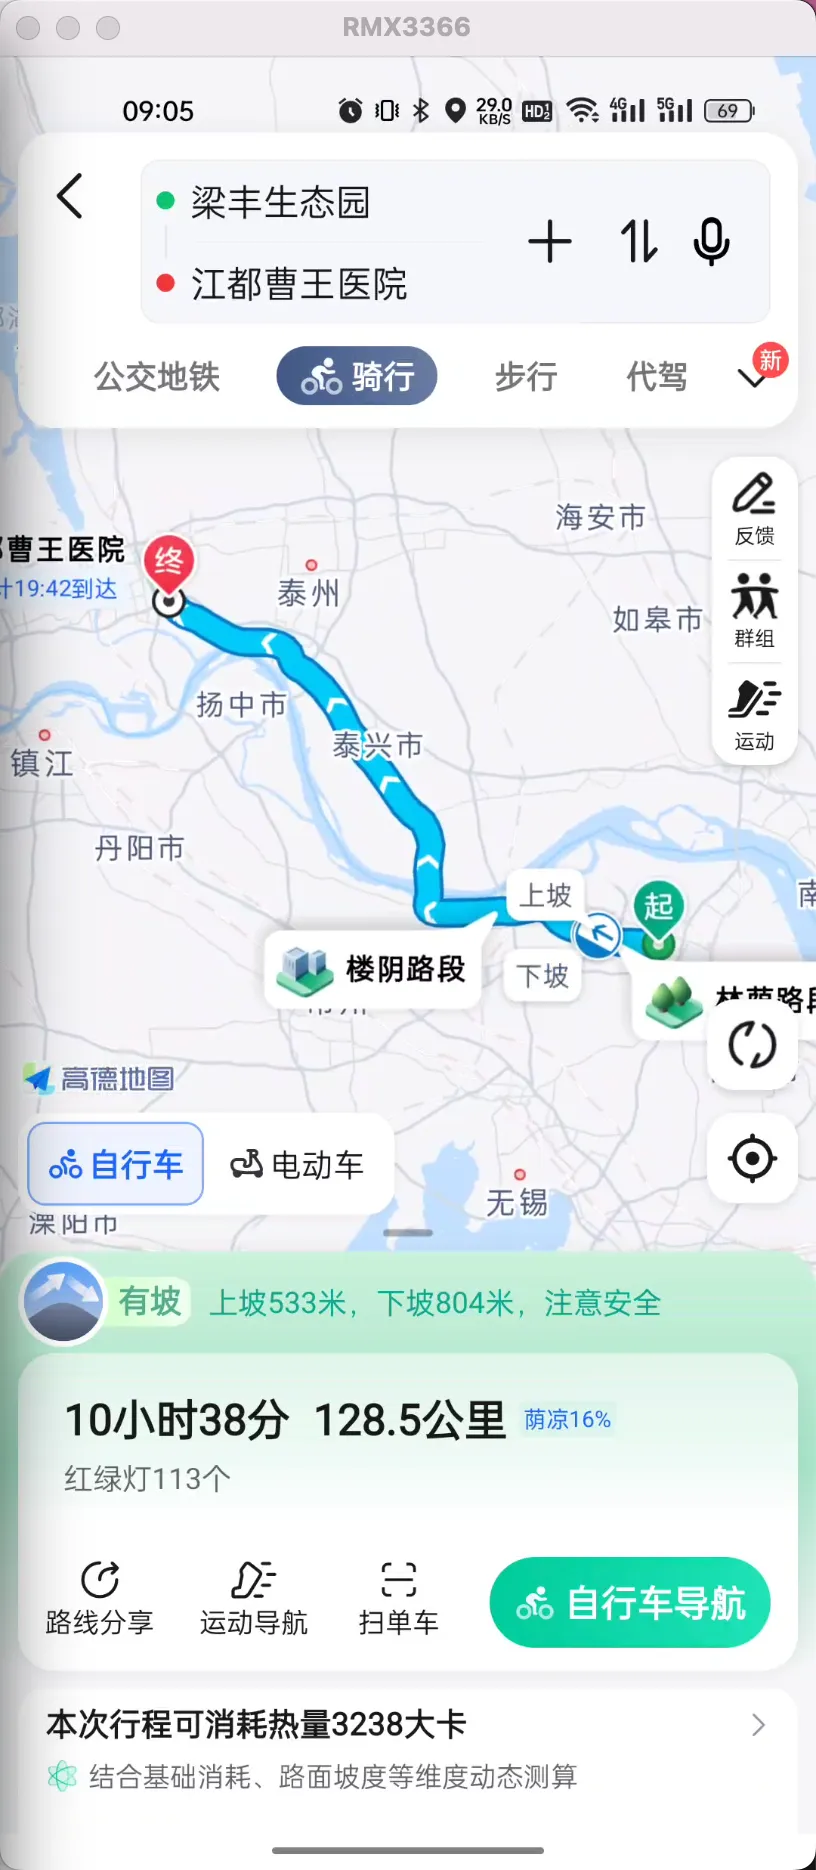 RMX3366
09:05
29.0
KB/S
HD
4G
5G
69
梁丰生态园
江都曹王医院
公交地铁
骑行
步行
代驾
新
反馈
群组
运动
海安市
曹王医院
计19:42到达
终
泰州
如皋市
扬中市
泰兴市
镇江
丹阳市
上坡
起
南
楼阴路段
下坡
林荫路段
高德地图
自行车
电动车
无锡
溧阳市
有坡
上坡533米，下坡804米，注意安全
10小时38分
128.5公里
荫凉16%
红绿灯113个
路线分享
运动导航
扫单车
自行车导航
本次行程可消耗热量3238大卡
结合基础消耗、路面坡度等维度动态测算